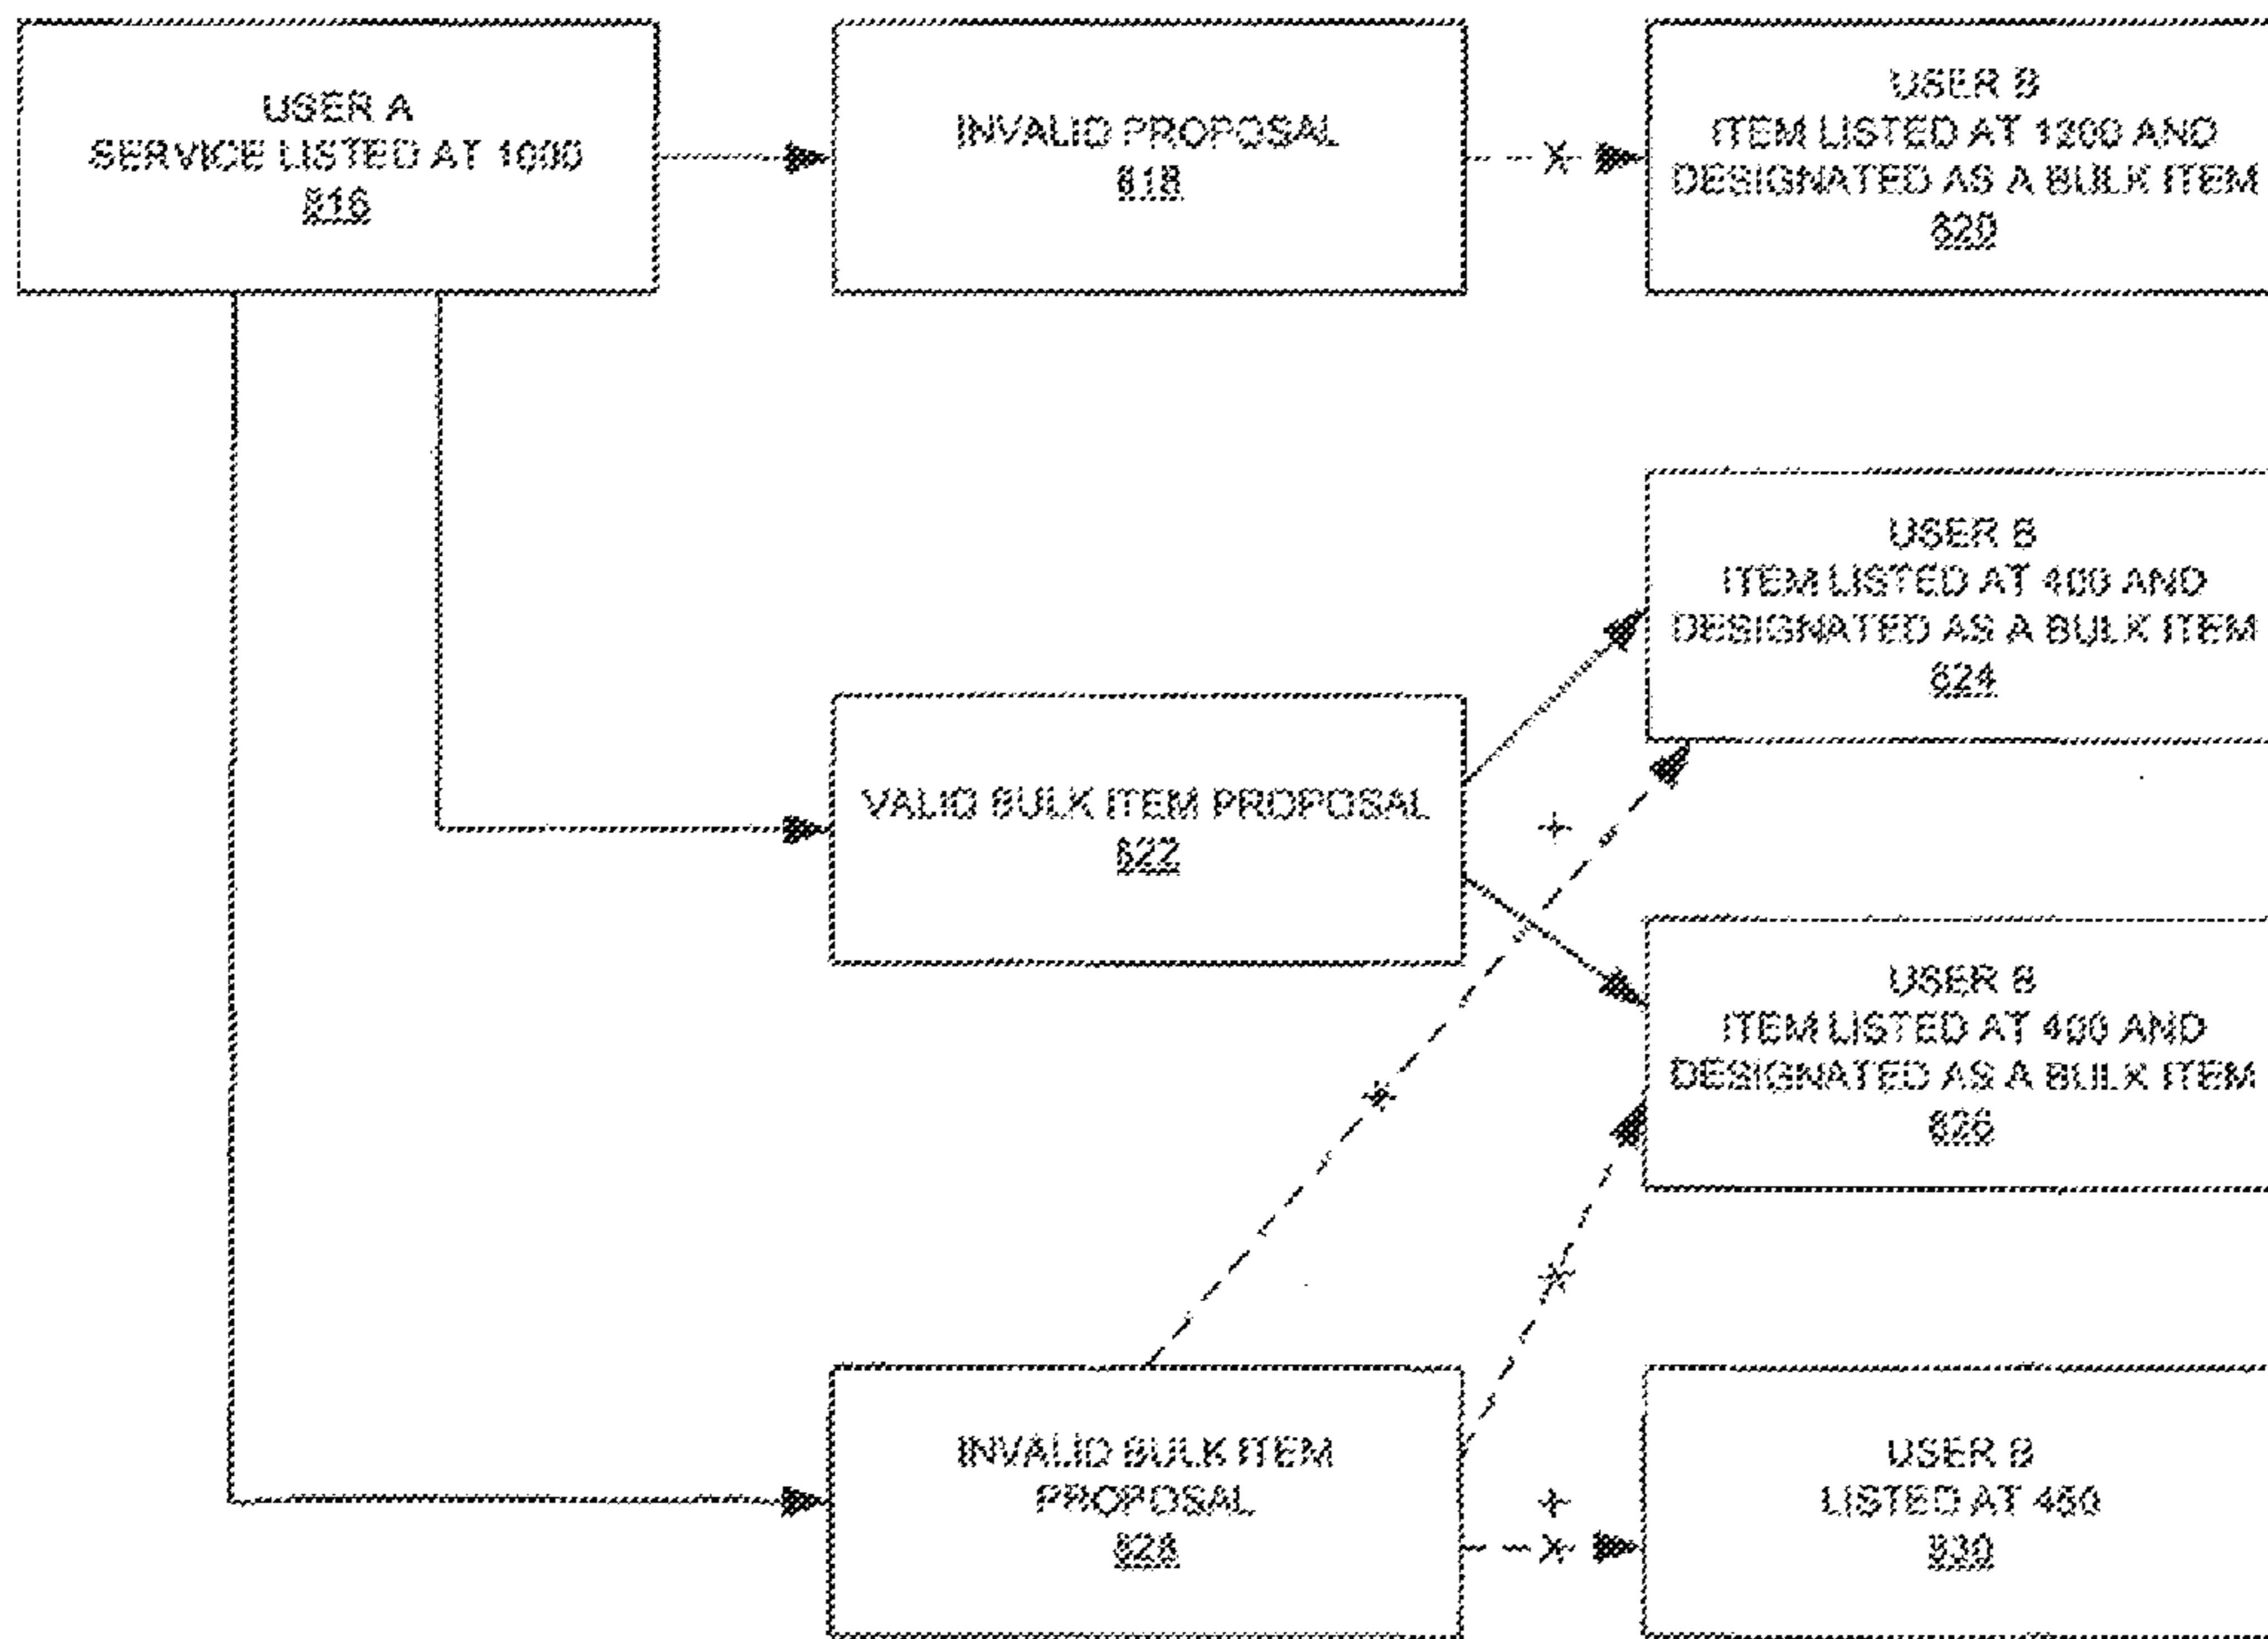 USER A
SERVICE LISTED AT 1000
816
INVALID PROPOSAL
818
USER B
ITEM LISTED AT 1200 AND
DESIGNATED AS A BULK ITEM
820
USER B
ITEM LISTED AT 400 AND
DESIGNATED AS A BULK ITEM
824
VALID BULK ITEM PROPOSAL
822
+
USER B
ITEM LISTED AT 400 AND
DESIGNATED AS A BULK ITEM
826
INVALID BULK ITEM
PROPOSAL
828
+
USER B
LISTED AT 450
830